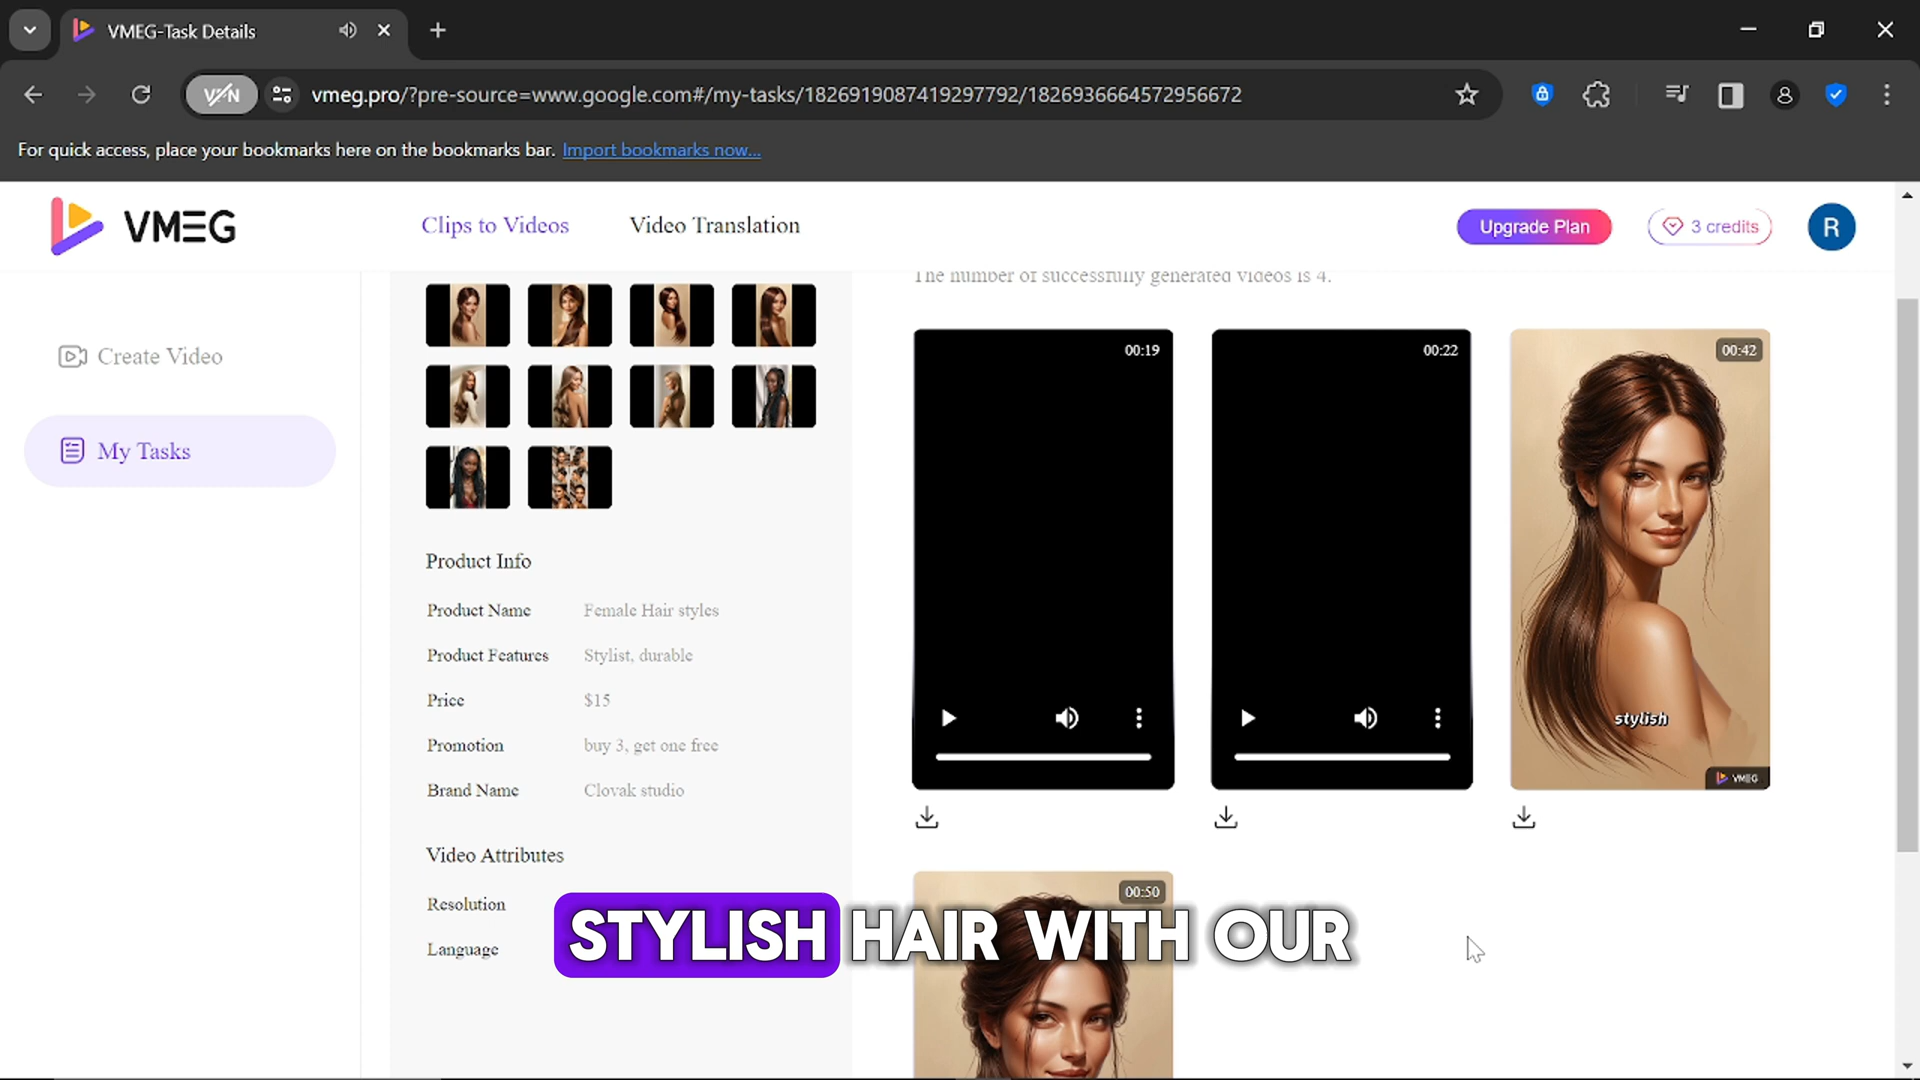 VMEG-Task Details
VPN
vmeg.pro/?pre-source=www.google.com#/my-tasks/1826919087419297792/1826936664572956672
For quick access, place your bookmarks here on the bookmarks bar. Import bookmarks now...
VMEG
Clips to Videos
Video Translation
Upgrade Plan
3 credits
R
The number of successfully generated videos is 4.
Create Video
My Tasks
00:19
00:22
00:42
stylish
VMEG
Product Info
Product Name Female Hair styles
Product Features Stylist, durable
Price $15
Promotion buy 3, get one free
Brand Name Clovak studio
Video Attributes
Resolution
Language
00:50
STYLISH HAIR WITH OUR